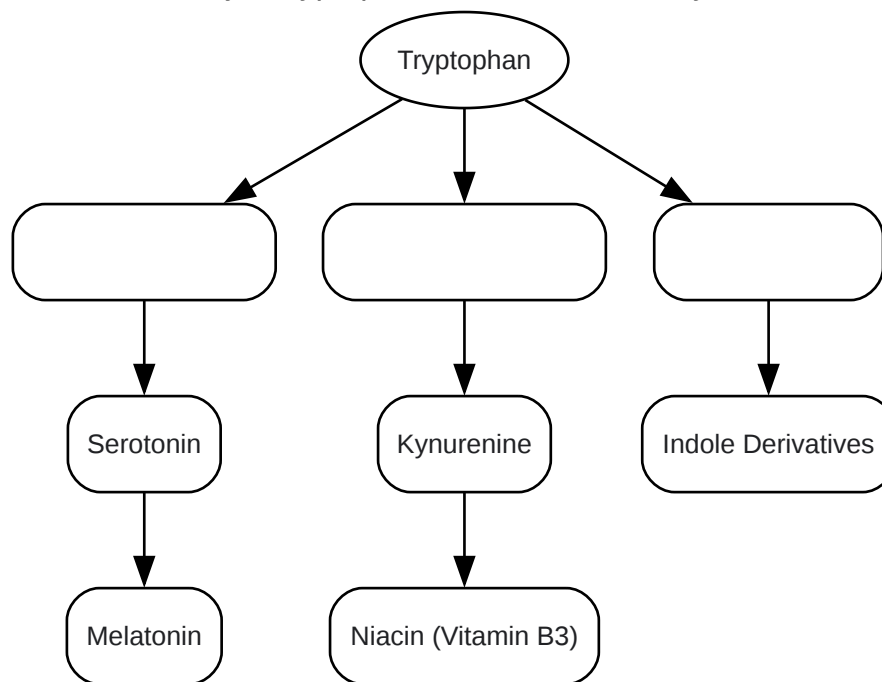 Tryptophan
Serotonin
Kynurenine
Indole Derivatives
Melatonin
Niacin (Vitamin B3)